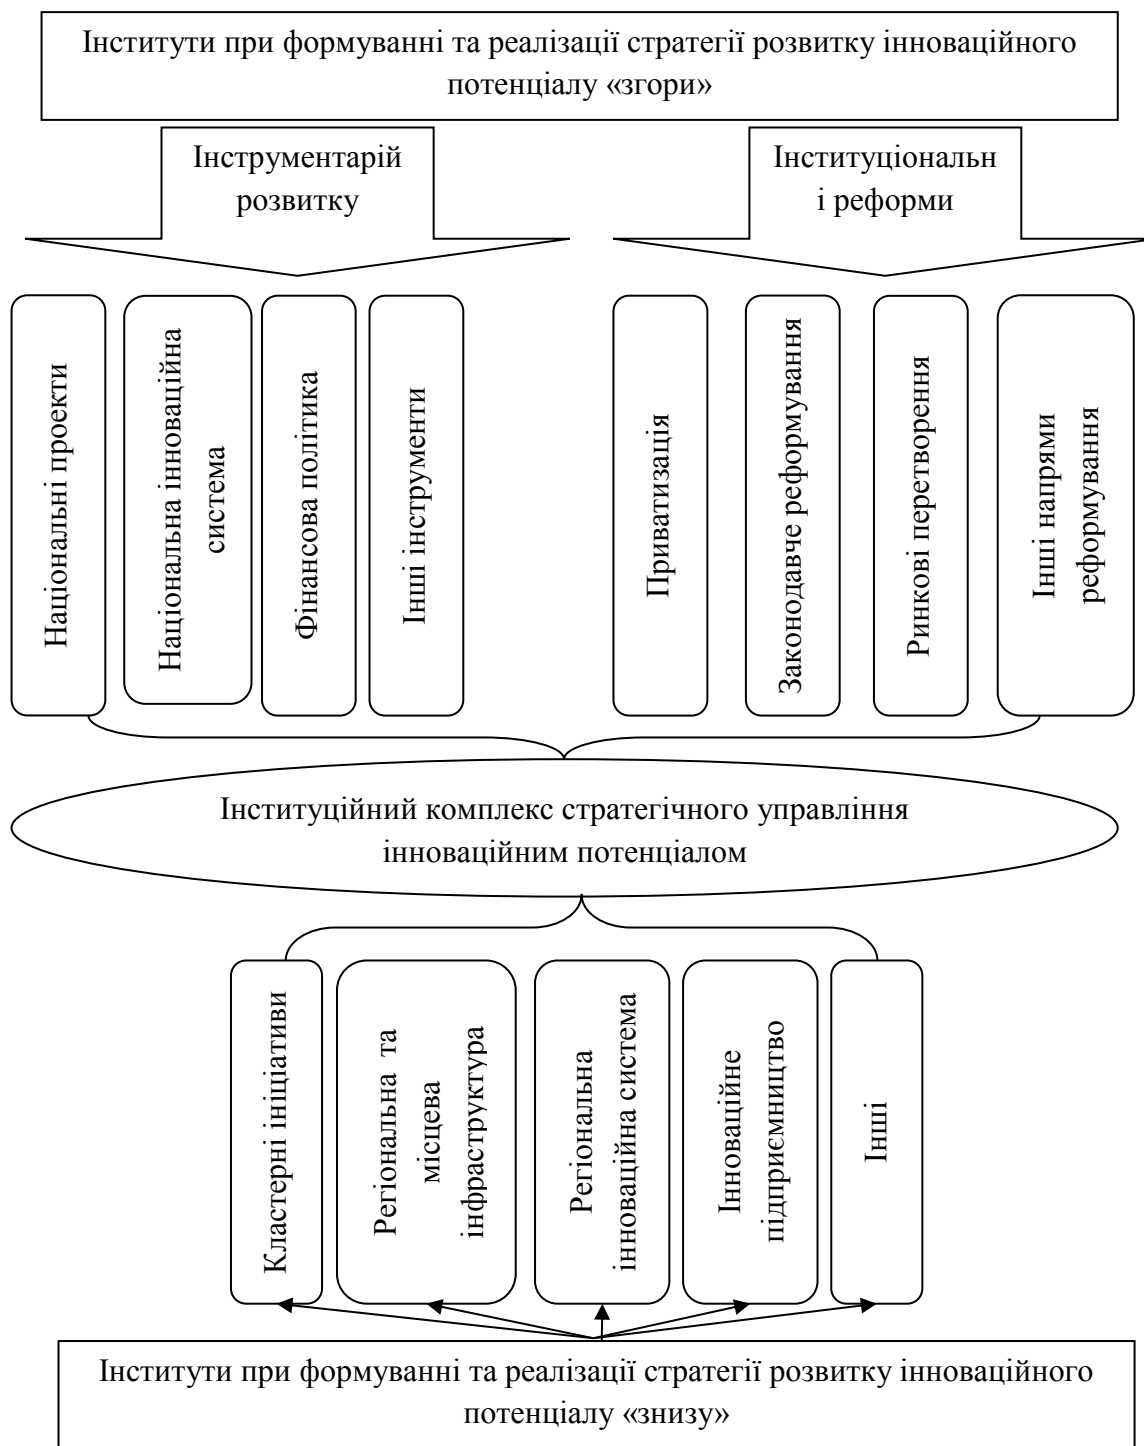 Інститути при формуванні та реалізації стратегії розвитку інноваційного
потенціалу «згори»
Інструментарій
розвитку
Інституціональн
і реформи
Національні проекти
Національна інноваційна
система
Фінансова політика
Інші інструменти
Приватизація
Законодавче реформування
Ринкові перетворення
Інші напрями
реформування
Інституційний комплекс стратегічного управління
інноваційним потенціалом
Кластерні ініціативи
Регіональна та
місцева
інфраструктура
Регіональна
інноваційна система
Інноваційне
підприємництво
Інші
Інститути при формуванні та реалізації стратегії розвитку інноваційного
потенціалу «знизу»